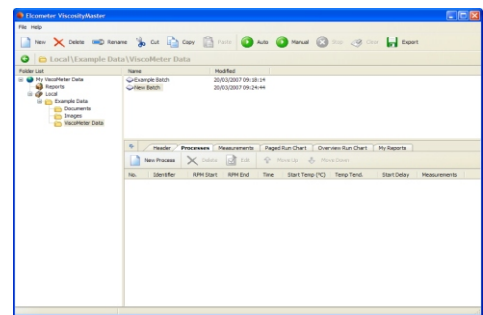 Elcometer ViscosityMaster
File Help
New Delete Rename Cut Copy Paste Auto Manual Stop Clear Export
Local\Example Data\ViscoMeter Data
Folder List
My ViscoMeter Data
Reports
Local
Example Data
Documents
Images
ViscoMeter Data
Name Modified
Example Batch 20/03/2007 09:18:14
New Batch 20/03/2007 09:24:44
Header Processes Measurements Paged Run Chart Overview Run Chart My Reports
New Process Delete Edit Move Up Move Down
No. Identifier RPM Start RPM End Time Start Temp (°C) Temp Tend. Start Delay Measurements